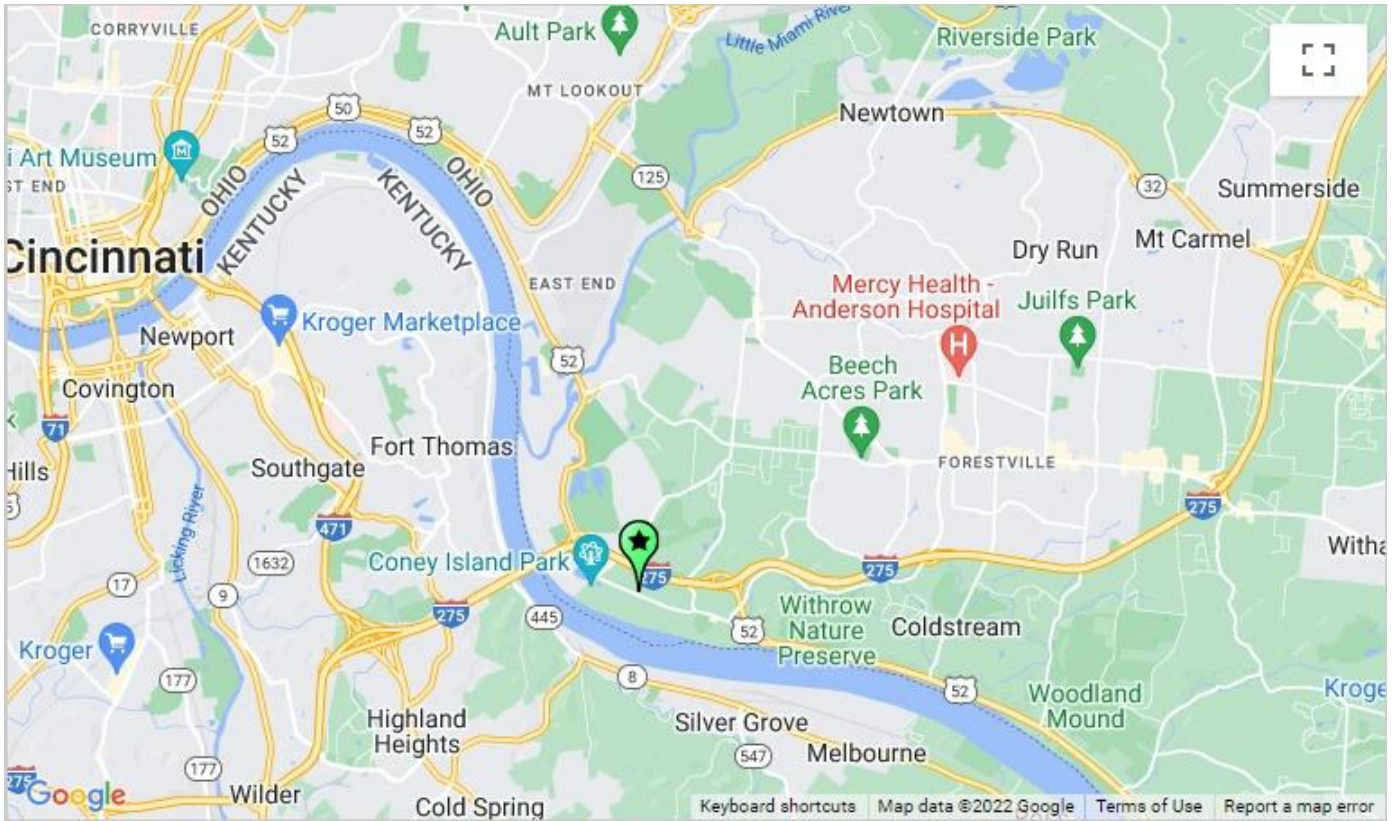 CORRYVILLE
Ault Park
Little Miami River
Riverside Park
50
52
52
MT LOOKOUT
Newtown
i Art Museum
ST END
OHIO
KENTUCKY
KENTUCKY
OHIO
125
32
Summerside
Cincinnati
Dry Run
Mt Carmel
EAST END
Mercy Health -
Anderson Hospital
H
Juilfs Park
Kroger Marketplace
Newport
52
Beech
Acres Park
Covington
71
Fort Thomas
Southgate
FORESTVILLE
Hills
275
Licking River
471
Coney Island Park
275
275
Witha
1632
17
9
275
445
52
Withrow
Nature
Preserve
Coldstream
Kroger
177
8
52
Woodland
Mound
Kroge
Highland
Heights
Silver Grove
547
Melbourne
177
275
Google
Wilder
Cold Spring
Keyboard shortcuts
Map data ©2022 Google
Terms of Use
Report a map error